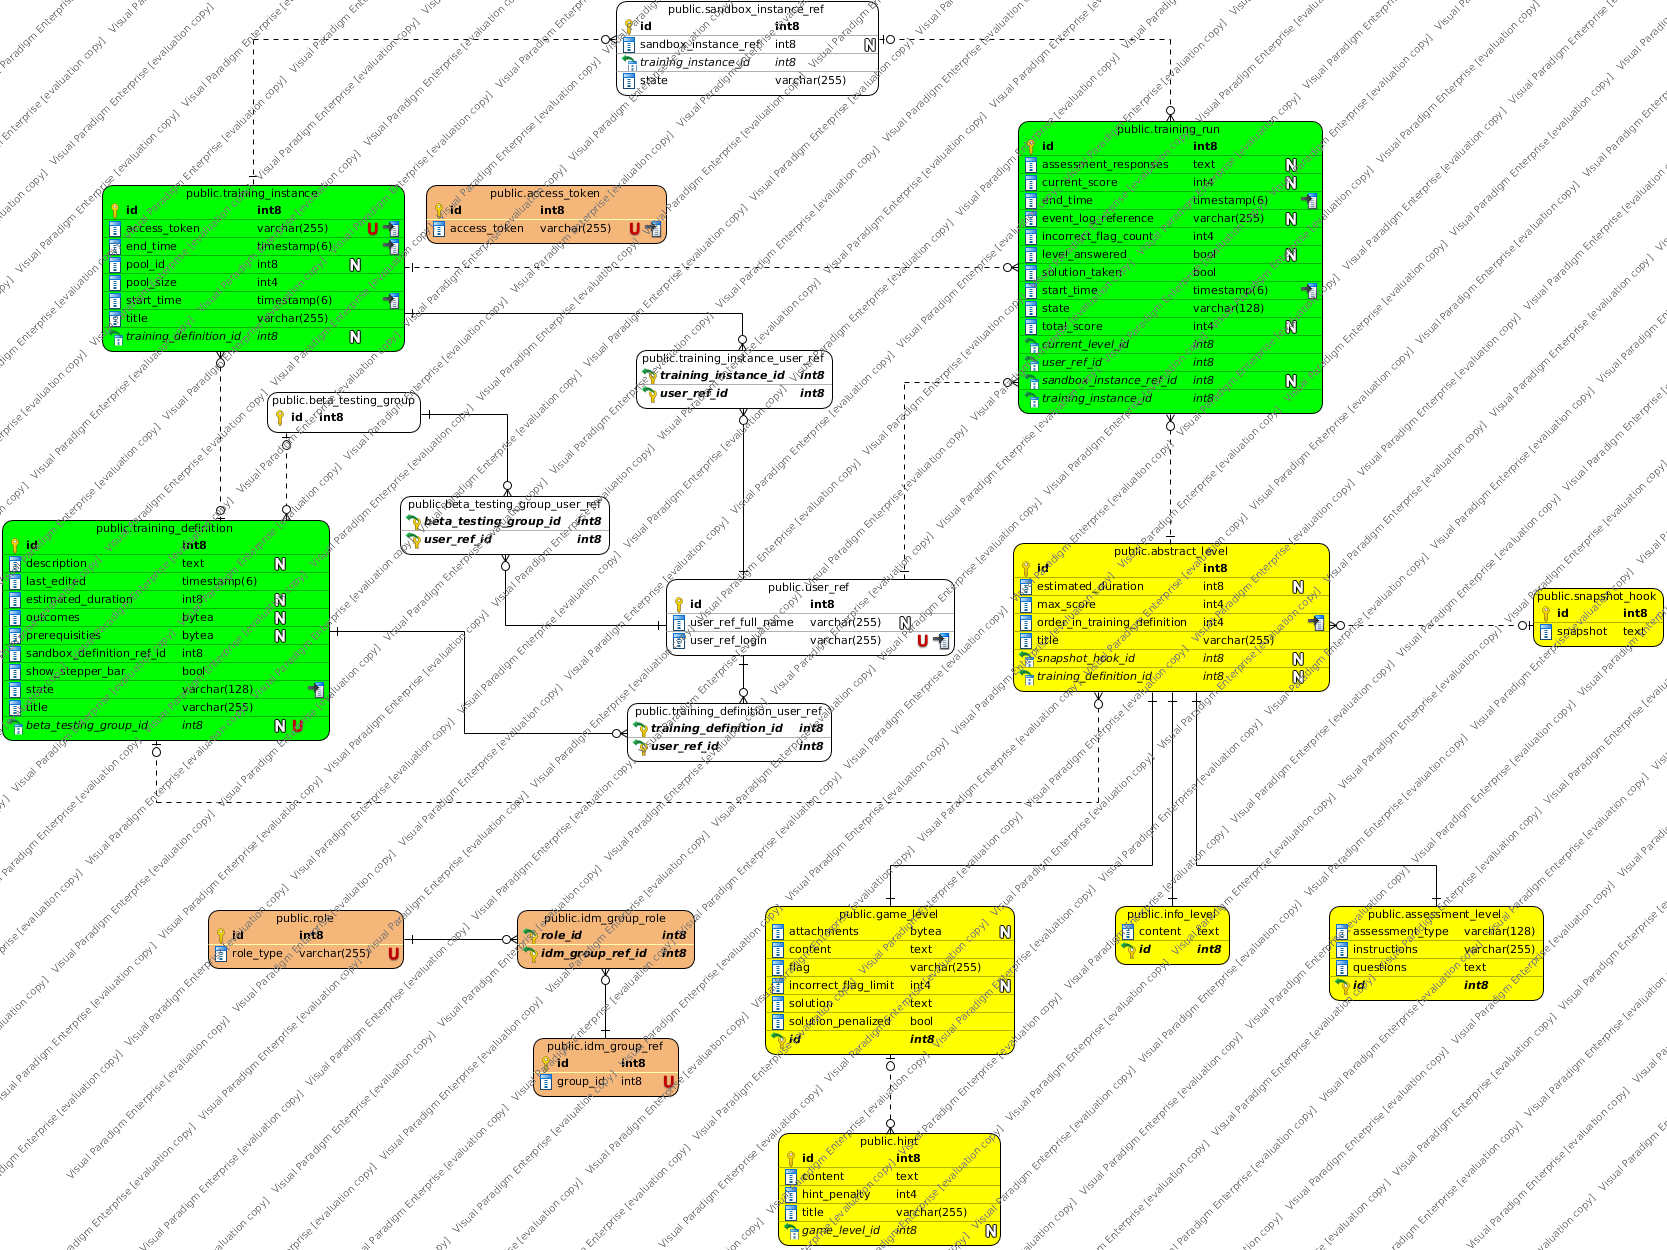 public.sandbox_instance_ref
id int8
sandbox_instance_ref int8 N
training_instance_id int8
state varchar(255)
public.training_run
id int8
assessment_responses text N
current_score int4 N
end_time timestamp(6)
event_log_reference varchar(255) N
incorrect_flag_count int4
level_answered bool N
solution_taken bool
start_time timestamp(6)
state varchar(128)
total_score int4 N
current_level_id int8
user_ref_id int8
sandbox_instance_ref_id int8 N
training_instance_id int8
public.training_instance
id int8
access_token varchar(255) U
end_time timestamp(6)
pool_id int8 N
pool_size int4
start_time timestamp(6)
title varchar(255)
training_definition_id int8 N
public.access_token
id int8
access_token varchar(255) U
public.training_instance_user_ref
training_instance_id int8
user_ref_id int8
public.beta_testing_group
id int8
public.beta_testing_group_user_ref
beta_testing_group_id int8
user_ref_id int8
public.training_definition
id int8
description text N
last_edited timestamp(6)
estimated_duration int8 N
outcomes bytea N
prerequisities bytea N
sandbox_definition_ref_id int8
show_stepper_bar bool
state varchar(128)
title varchar(255)
beta_testing_group_id int8 N U
public.user_ref
id int8
user_ref_full_name varchar(255) N
user_ref_login varchar(255) U
public.abstract_level
id int8
estimated_duration int8 N
max_score int4
order_in_training_definition int4
title varchar(255)
snapshot_hook_id int8 N
training_definition_id int8 N
public.snapshot_hook
id int8
snapshot text
public.training_definition_user_ref
training_definition_id int8
user_ref_id int8
public.role
id int8
role_type varchar(255) U
public.idm_group_role
role_id int8
idm_group_ref_id int8
public.idm_group_ref
id int8
group_id int8 U
public.game_level
attachments bytea N
content text
flag varchar(255)
incorrect_flag_limit int4 N
solution text
solution_penalized bool
id int8
public.info_level
content text
id int8
public.assessment_level
assessment_type varchar(128)
instructions varchar(255)
questions text
id int8
public.hint
id int8
content text
hint_penalty int4
title varchar(255)
game_level_id int8 N
Visual Paradigm Enterprise [evaluation copy]